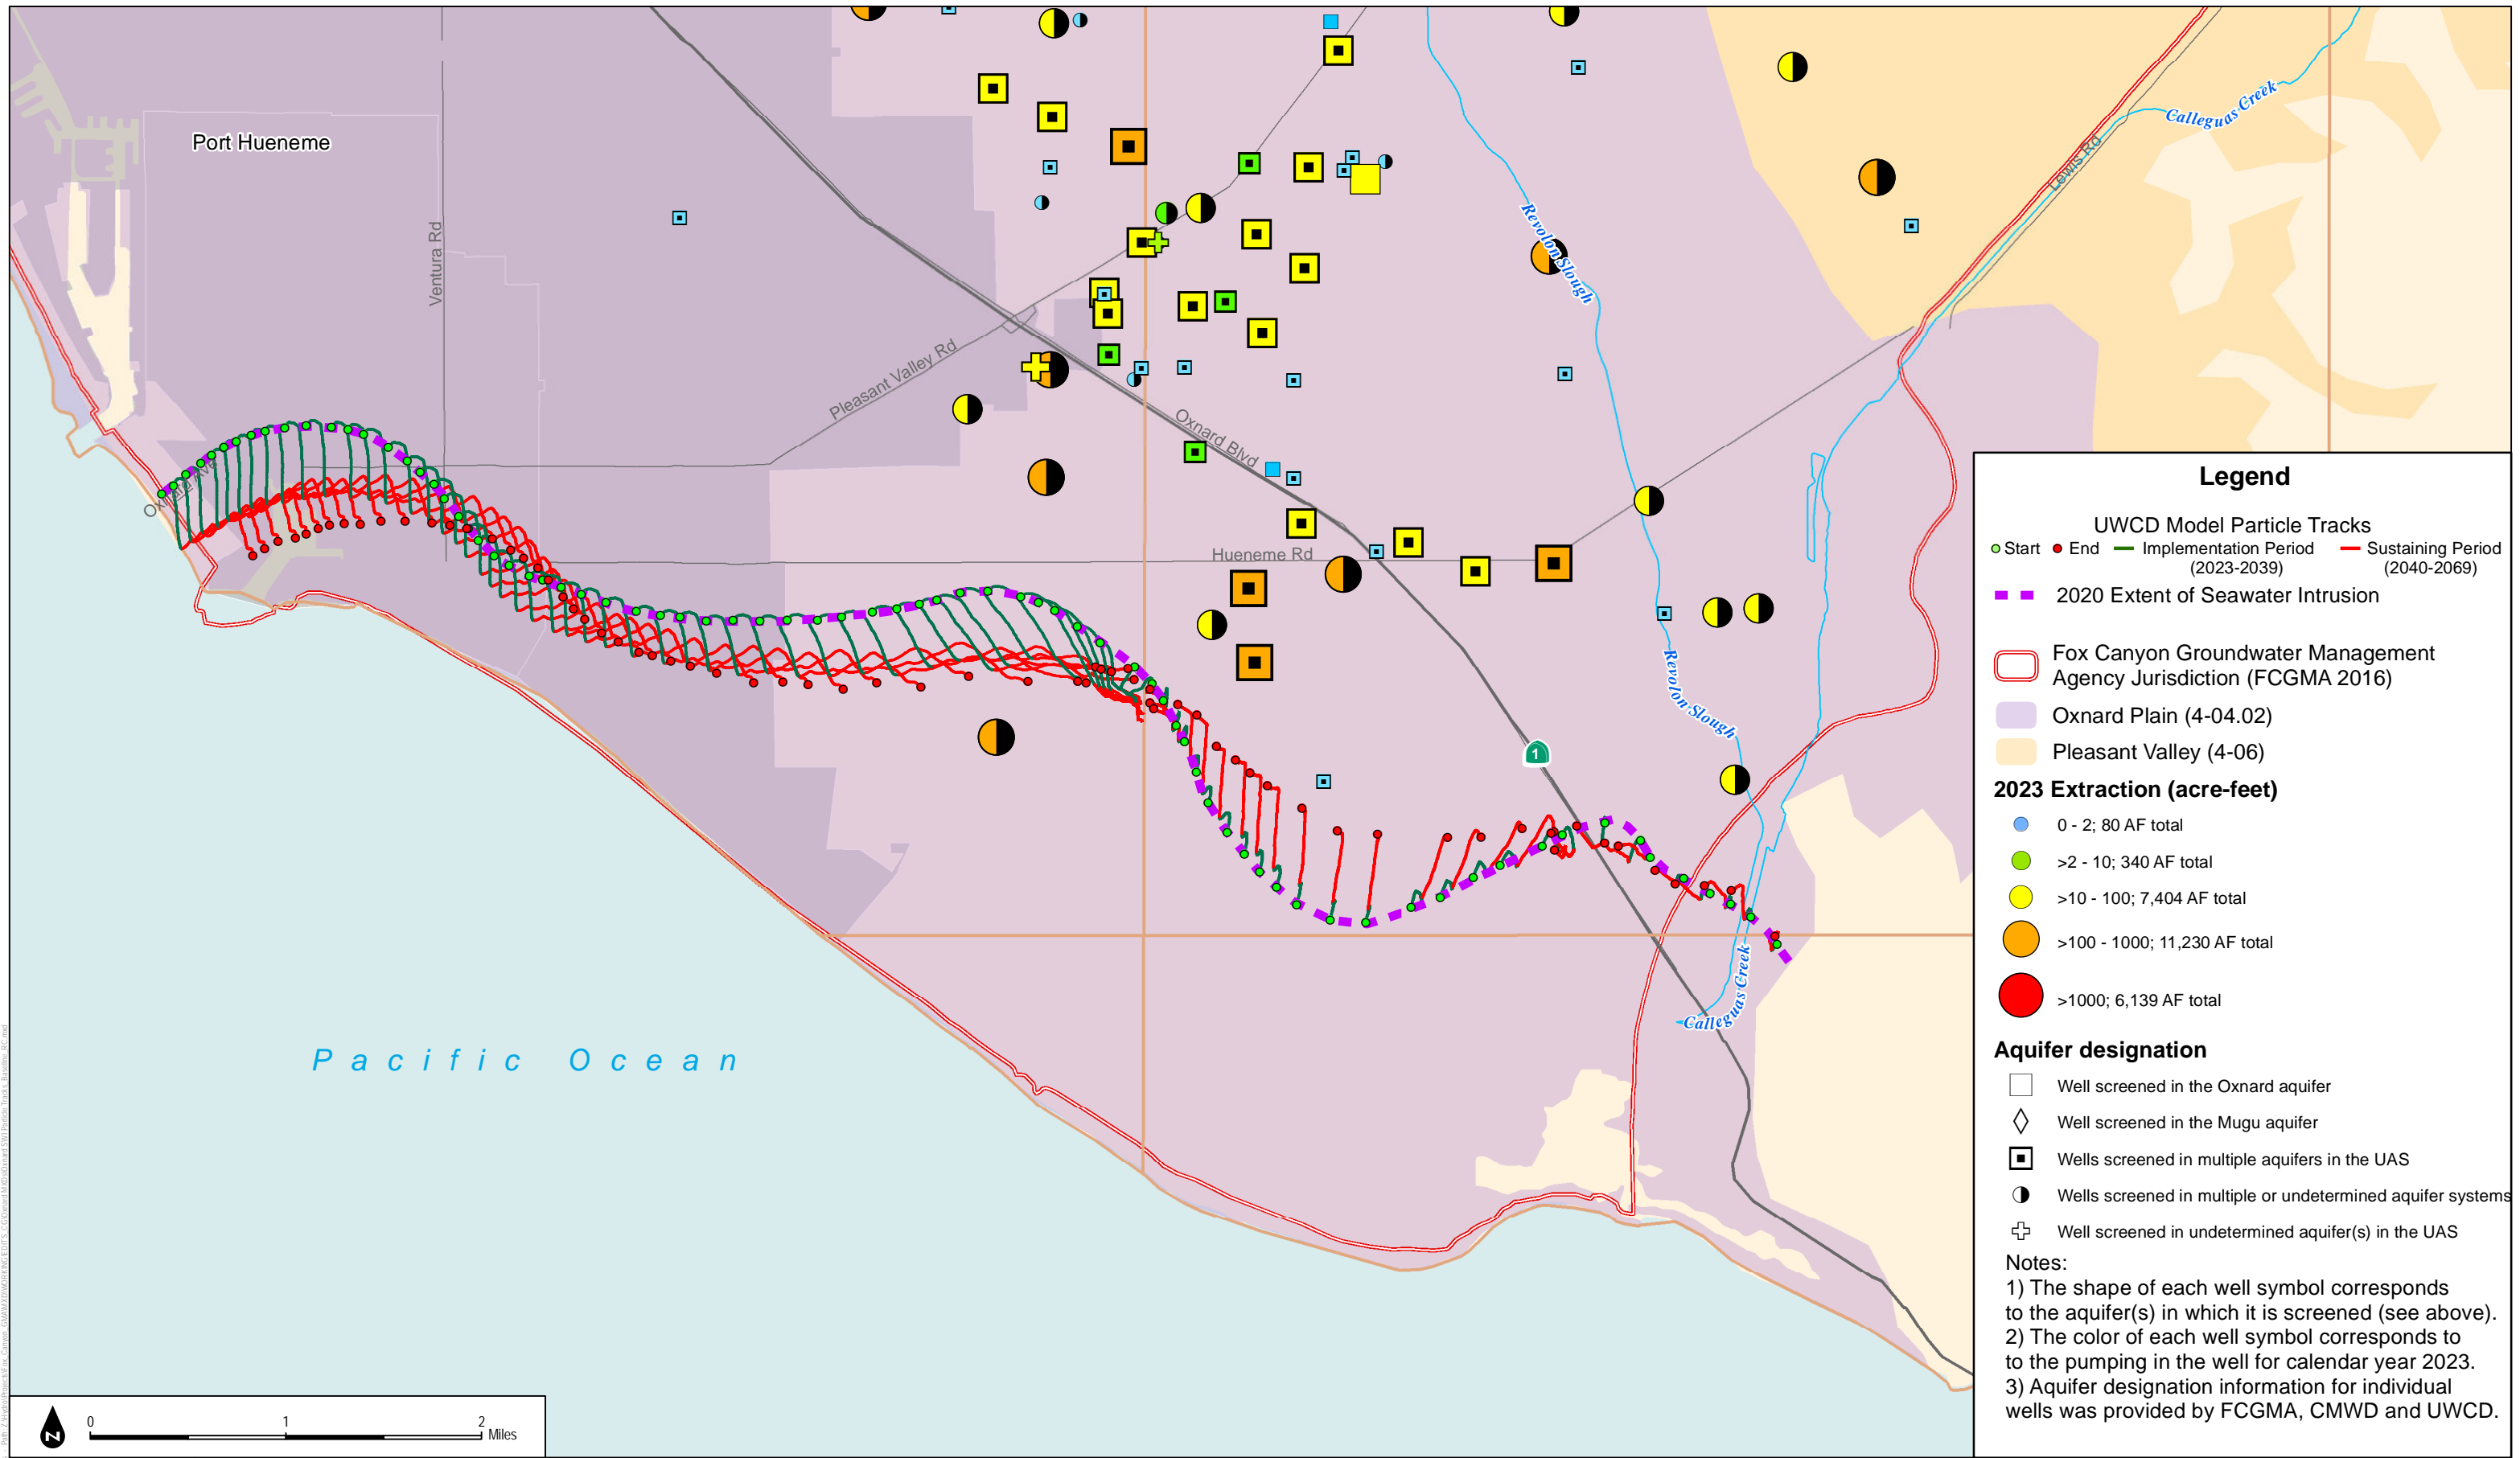 Port Hueneme
Ventura Rd
Oxnard Ave
Pleasant Valley Rd
Oxnard Blvd
Hueneme Rd
Revolon Slough
Revolon Slough
Calleguas Creek
Calleguas Creek
Lewis Rd
1
Pacific Ocean
N
0 1 2
Miles
Legend
UWCD Model Particle Tracks
Start End Implementation Period Sustaining Period
(2023-2039) (2040-2069)
2020 Extent of Seawater Intrusion
Fox Canyon Groundwater Management
Agency Jurisdiction (FCGMA 2016)
Oxnard Plain (4-04.02)
Pleasant Valley (4-06)
2023 Extraction (acre-feet)
0 - 2; 80 AF total
>2 - 10; 340 AF total
>10 - 100; 7,404 AF total
>100 - 1000; 11,230 AF total
>1000; 6,139 AF total
Aquifer designation
Well screened in the Oxnard aquifer
Well screened in the Mugu aquifer
Wells screened in multiple aquifers in the UAS
Wells screened in multiple or undetermined aquifer systems
Well screened in undetermined aquifer(s) in the UAS
Notes:
1) The shape of each well symbol corresponds
to the aquifer(s) in which it is screened (see above).
2) The color of each well symbol corresponds to
to the pumping in the well for calendar year 2023.
3) Aquifer designation information for individual
wells was provided by FCGMA, CMWD and UWCD.